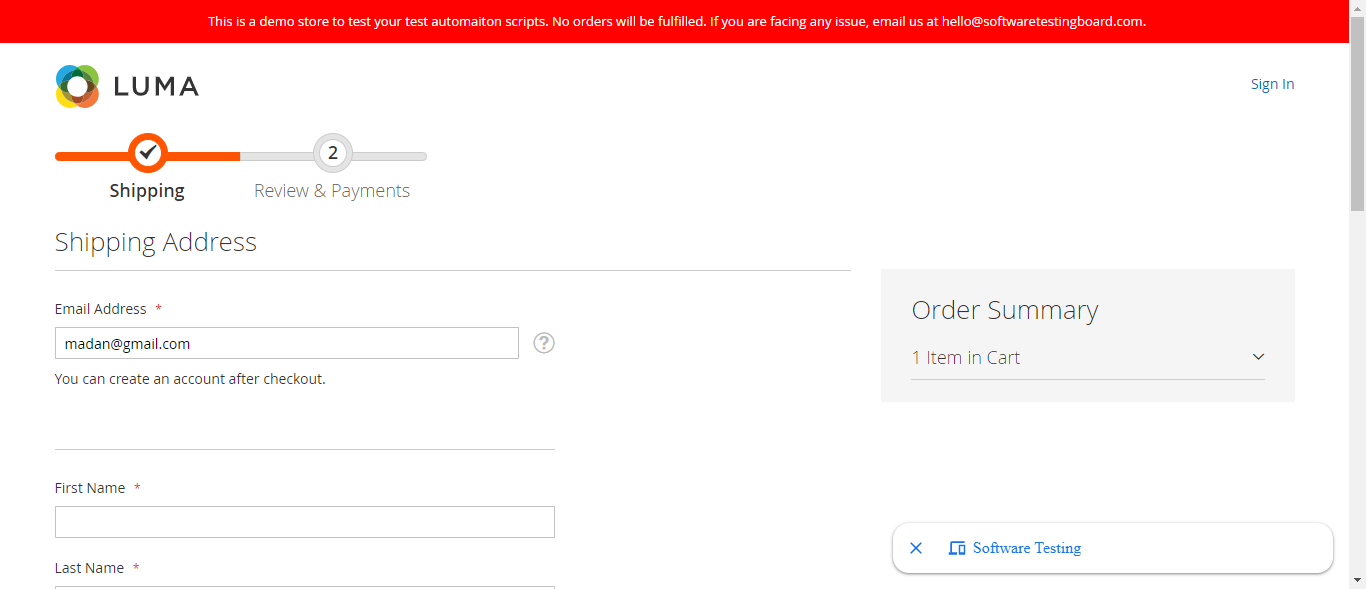 This is a demo store to test your test automaiton scripts. No orders will be fulfilled. If you are facing any issue, email us at hello@softwaretestingboard.com.
LUMA
Sign In
2
Shipping
Review & Payments
Shipping Address
Email Address *
madan@gmail.com
?
You can create an account after checkout.
Order Summary
1 Item in Cart
First Name *
Last Name *
Software Testing